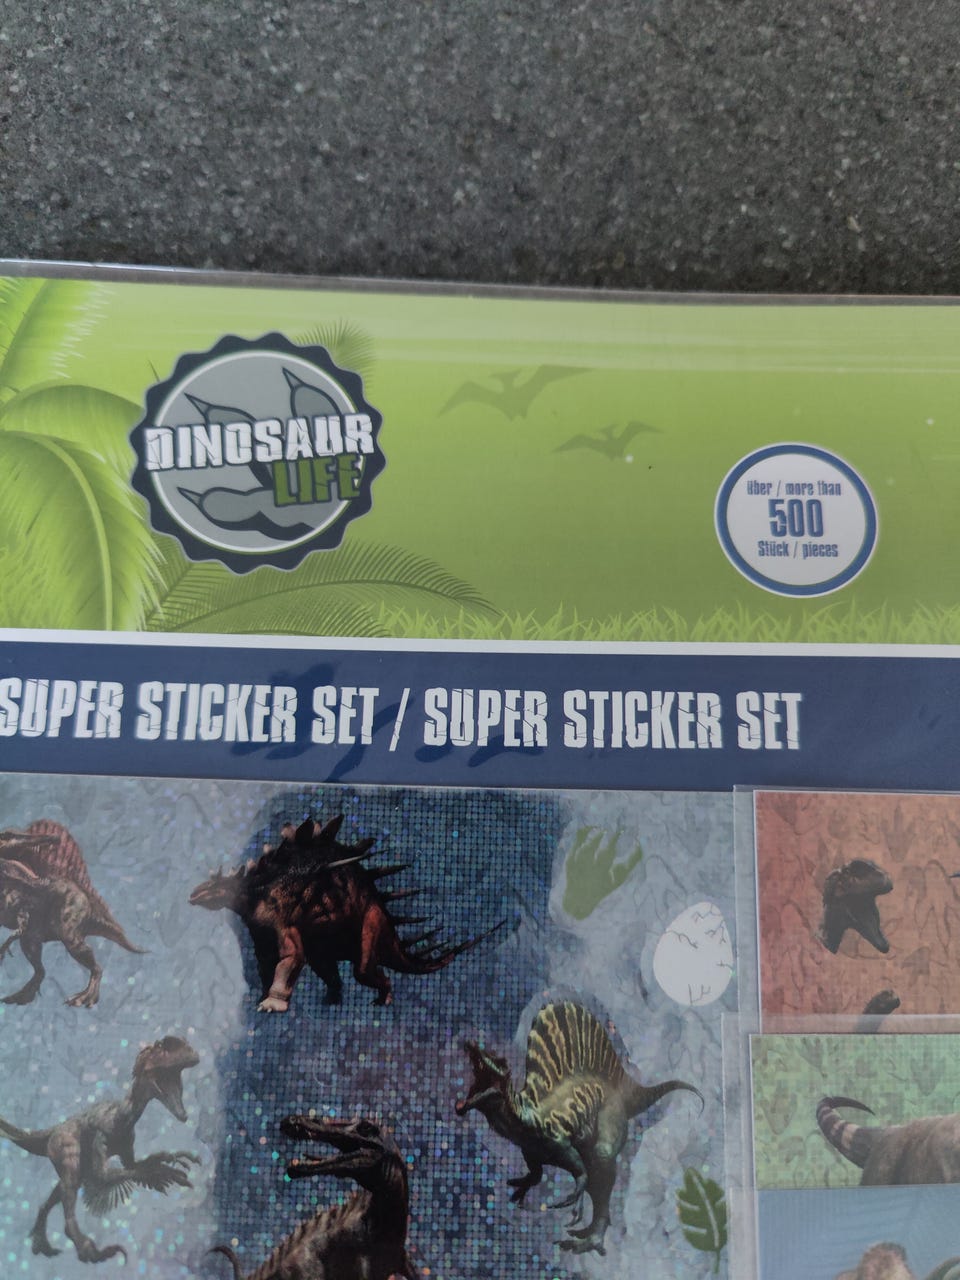 DINOSAUR
LIFE
über / more than
500
Stück / pieces
SUPER STICKER SET / SUPER STICKER SET